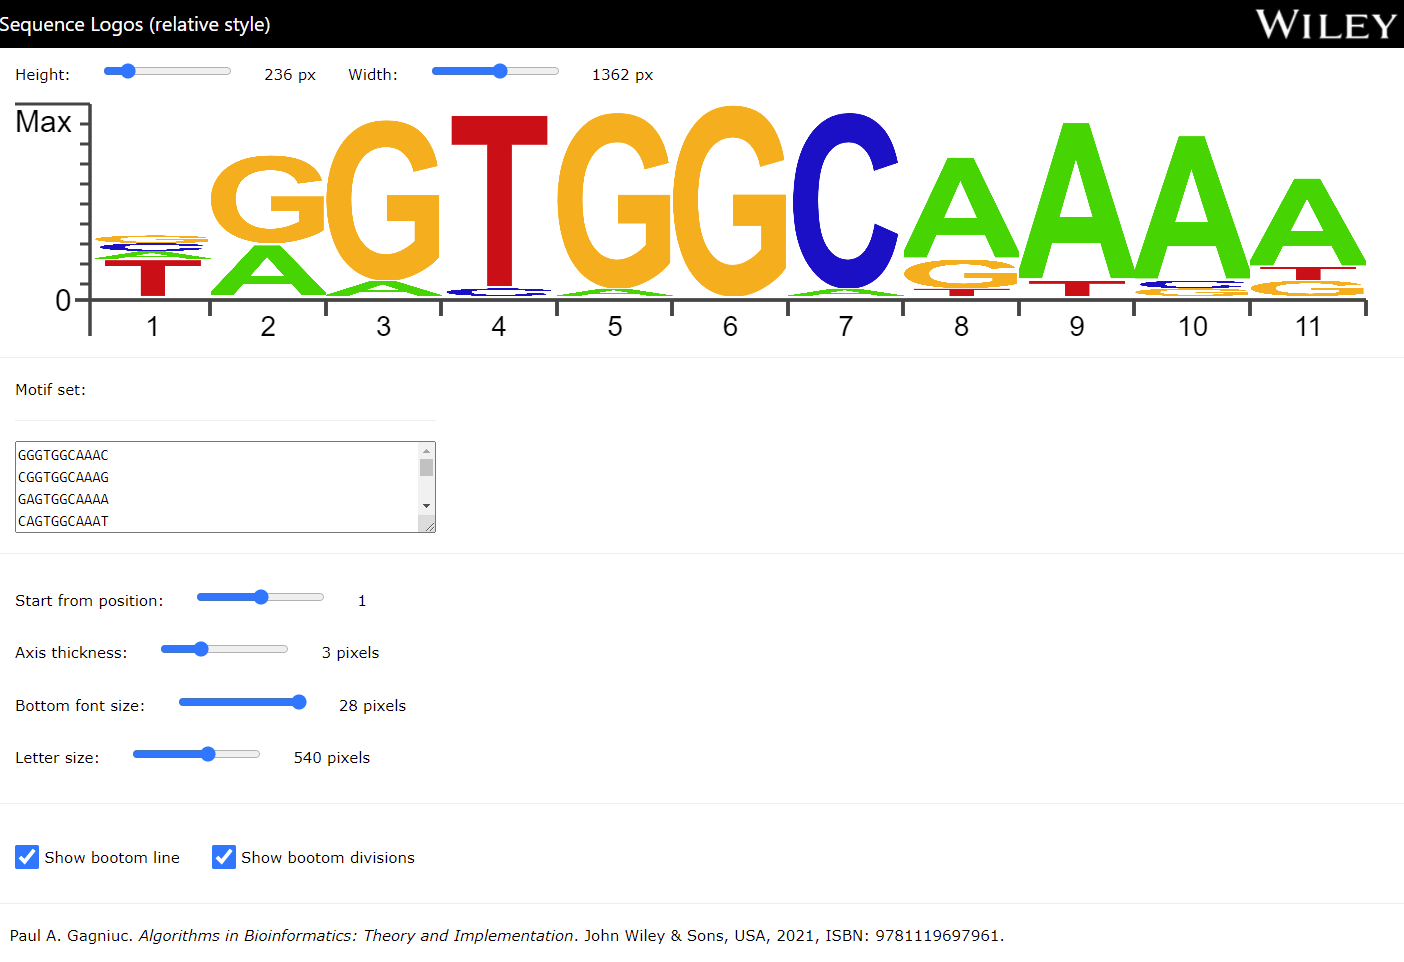 Sequence Logos (relative style)
WILEY
Height: 236 px Width: 1362 px
Max
0
G C A T
G A
G A
T C
G A
G
C A
A G T
A T
A C G
A T G
1 2 3 4 5 6 7 8 9 10 11
Motif set:
GGGTGGCAAAC
CGGTGGCAAAG
GAGTGGCAAAA
CAGTGGCAAAT
Start from position: 1
Axis thickness: 3 pixels
Bottom font size: 28 pixels
Letter size: 540 pixels
Show bootom line Show bootom divisions
Paul A. Gagniuc. Algorithms in Bioinformatics: Theory and Implementation. John Wiley & Sons, USA, 2021, ISBN: 9781119697961.